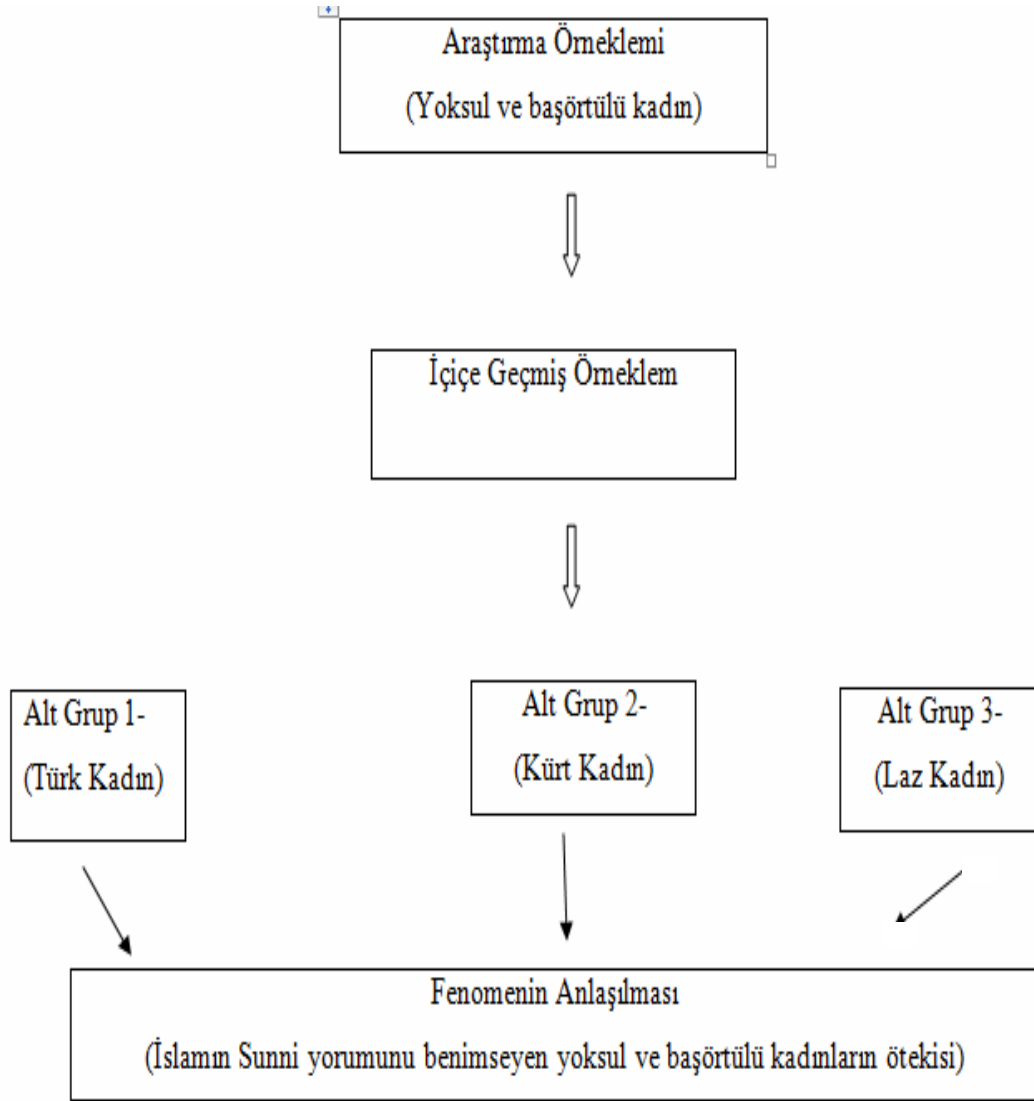 Araştırma Örneklemi
(Yoksul ve başörtülü kadın)
İçiçe Geçmiş Örneklem
Alt Grup 1-
(Türk Kadın)
Alt Grup 2-
(Kürt Kadın)
Alt Grup 3-
(Laz Kadın)
Fenomenin Anlaşılması
(İslamın Sunni yorumunu benimseyen yoksul ve başörtülü kadınların ötekisi)